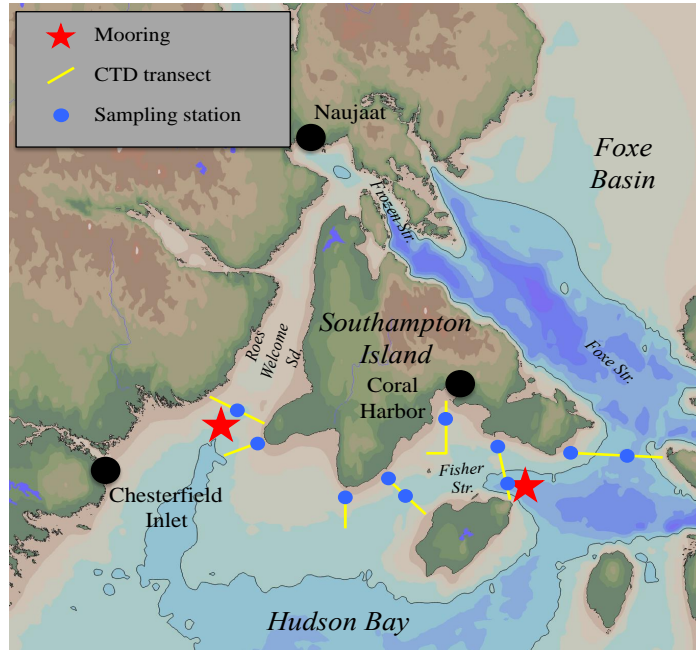 Mooring
CTD transect
Sampling station
Naujaat
Foxe
Basin
Frozen Str.
Roes
Welcome
Sd.
Southampton
Island
Foxe Str.
Coral
Harbor
Fisher
Str.
Chesterfield
Inlet
Hudson Bay